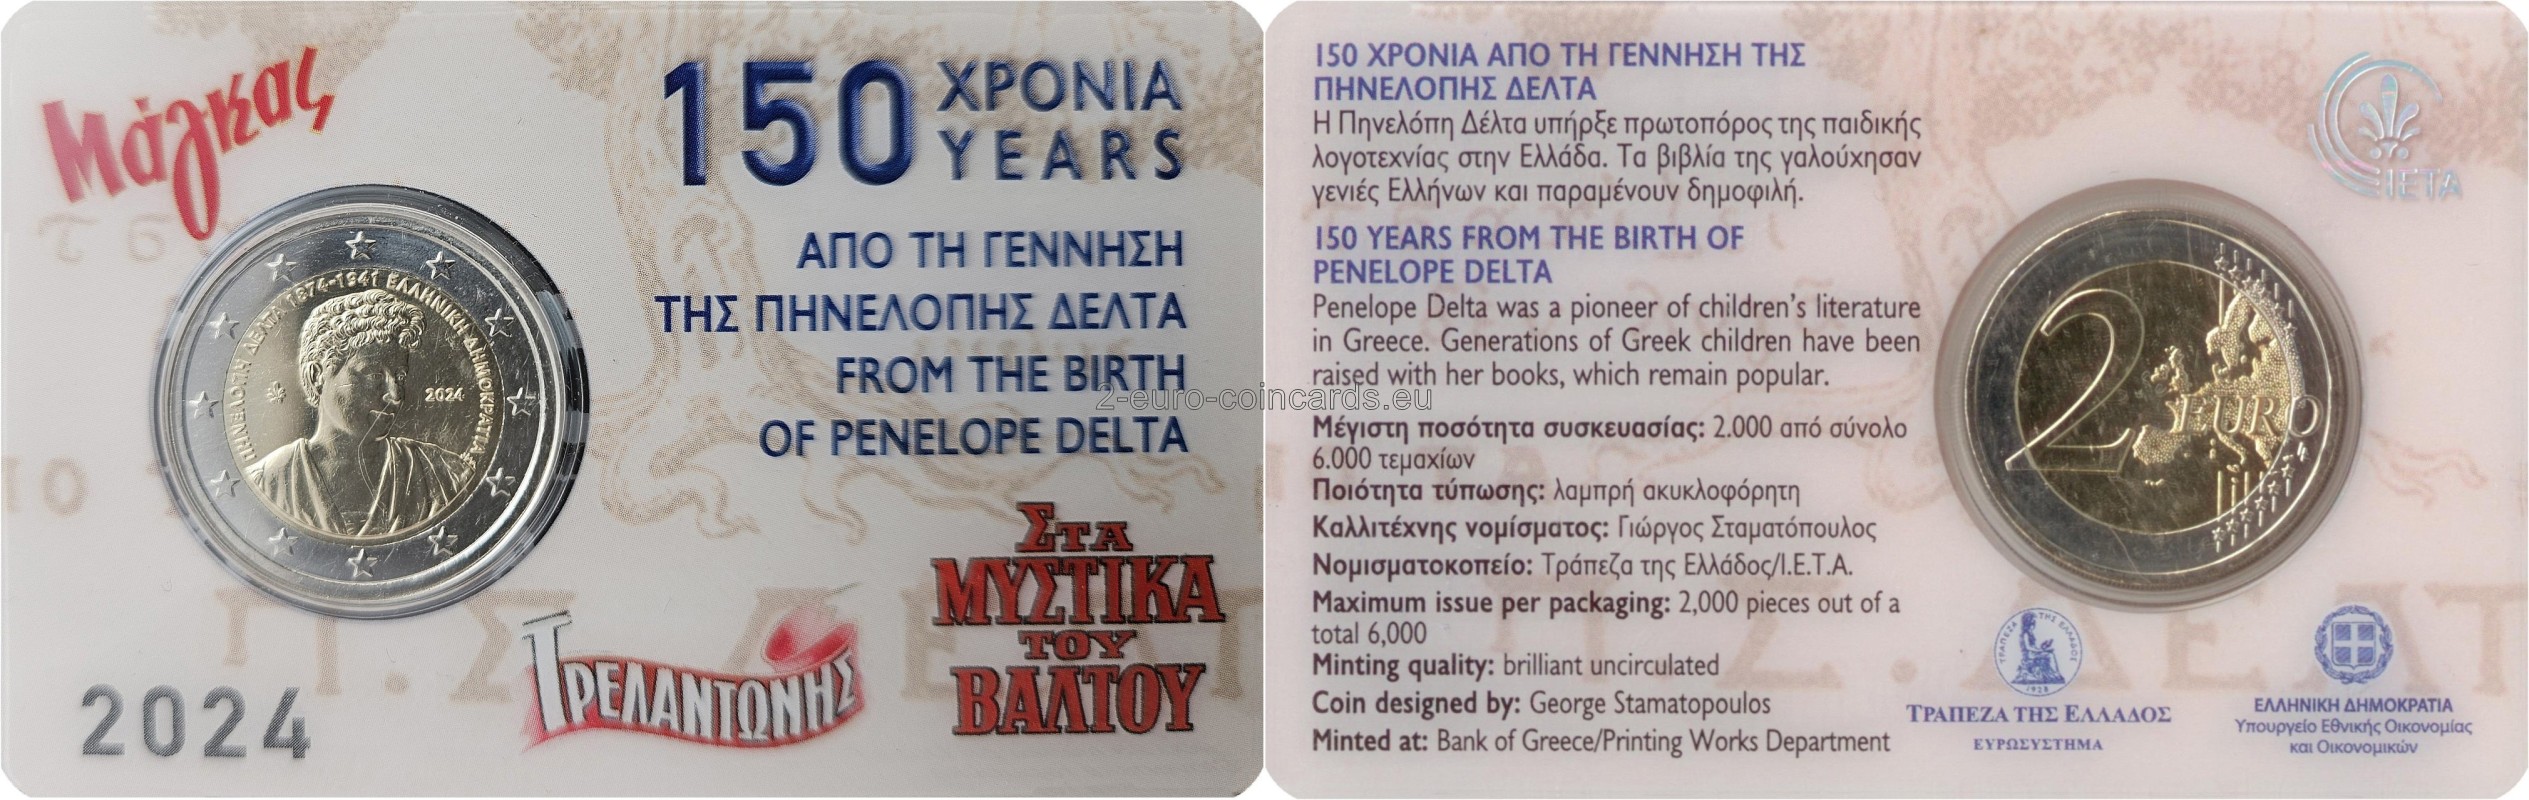 Μάγκας
150 ΧΡΟΝΙΑ
YEARS
ΑΠΟ ΤΗ ΓΕΝΝΗΣΗ
ΤΗΣ ΠΗΝΕΛΟΠΗΣ ΔΕΛΤΑ
FROM THE BIRTH
OF PENELOPE DELTA
ΠΗΝΕΛΟΠΗ ΔΕΛΤΑ 1874-1941 ΕΛΛΗΝΙΚΗ ΔΗΜΟΚΡΑΤΙΑ
2024
ΣΤΑ
ΜΥΣΤΙΚΑ
ΤΟΥ
ΒΑΛΤΟΥ
ΤΡΕΛΑΝΤΩΝΗΣ
2024
150 ΧΡΟΝΙΑ ΑΠΟ ΤΗ ΓΕΝΝΗΣΗ ΤΗΣ
ΠΗΝΕΛΟΠΗΣ ΔΕΛΤΑ
Η Πηνελόπη Δέλτα υπήρξε πρωτοπόρος της παιδικής
λογοτεχνίας στην Ελλάδα. Τα βιβλία της γαλούχησαν
γενιές Ελλήνων και παραμένουν δημοφιλή.
150 YEARS FROM THE BIRTH OF
PENELOPE DELTA
Penelope Delta was a pioneer of children's literature
in Greece. Generations of Greek children have been
raised with her books, which remain popular.
2-euro-coincards.eu
Μέγιστη ποσότητα συσκευασίας: 2.000 από σύνολο
6.000 τεμαχίων
Ποιότητα τύπωσης: λαμπρή ακυκλοφόρητη
Καλλιτέχνης νομίσματος: Γιώργος Σταματόπουλος
Νομισματοκοπείο: Τράπεζα της Ελλάδος/Ι.Ε.Τ.Α.
Maximum issue per packaging: 2,000 pieces out of a
total 6,000
Minting quality: brilliant uncirculated
Coin designed by: George Stamatopoulos
Minted at: Bank of Greece/Printing Works Department
ΙΕΤΑ
2 EURO
ΤΡΑΠΕΖΑ ΤΗΣ ΕΛΛΑΔΟΣ
1928
ΤΡΑΠΕΖΑ ΤΗΣ ΕΛΛΑΔΟΣ
ΕΥΡΩΣΥΣΤΗΜΑ
ΕΛΛΗΝΙΚΗ ΔΗΜΟΚΡΑΤΙΑ
Υπουργείο Εθνικής Οικονομίας
και Οικονομικών